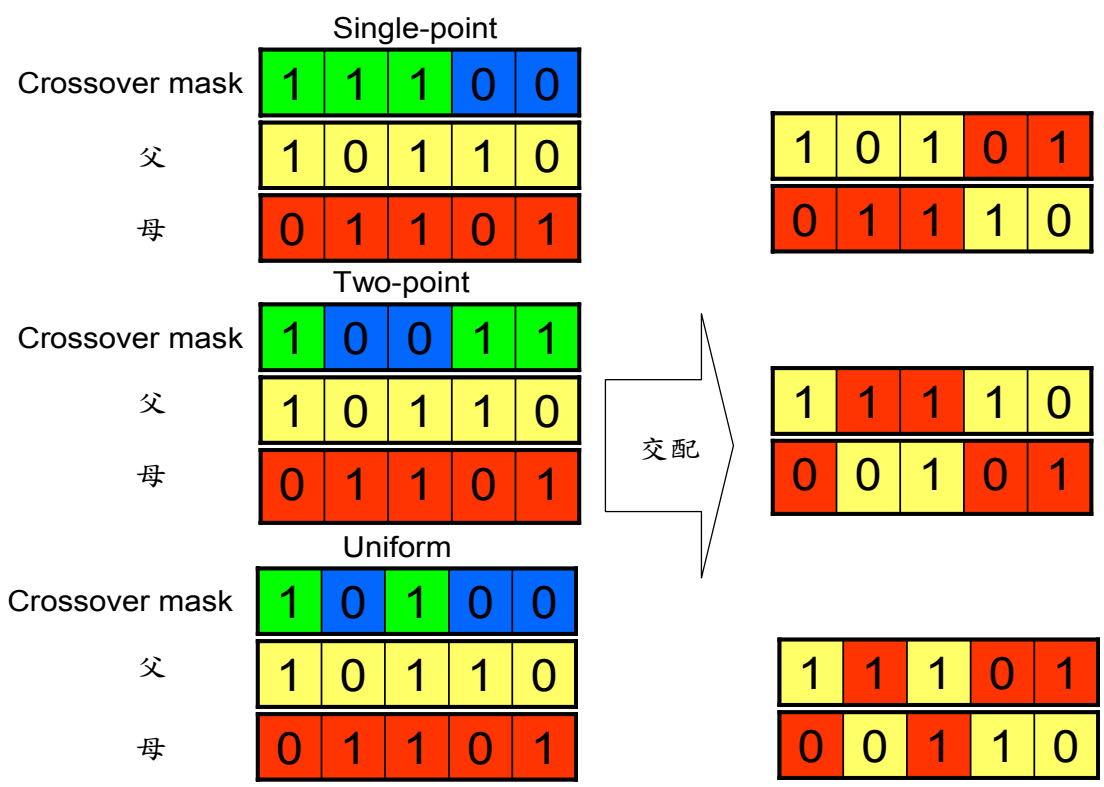 Single-point
Crossover mask 1 1 1 0 0
父 1 0 1 1 0
母 0 1 1 0 1
1 0 1 0 1
0 1 1 1 0
Two-point
Crossover mask 1 0 0 1 1
父 1 0 1 1 0
母 0 1 1 0 1
交配
1 1 1 1 0
0 0 1 0 1
Uniform
Crossover mask 1 0 1 0 0
父 1 0 1 1 0
母 0 1 1 0 1
1 1 1 0 1
0 0 1 1 0